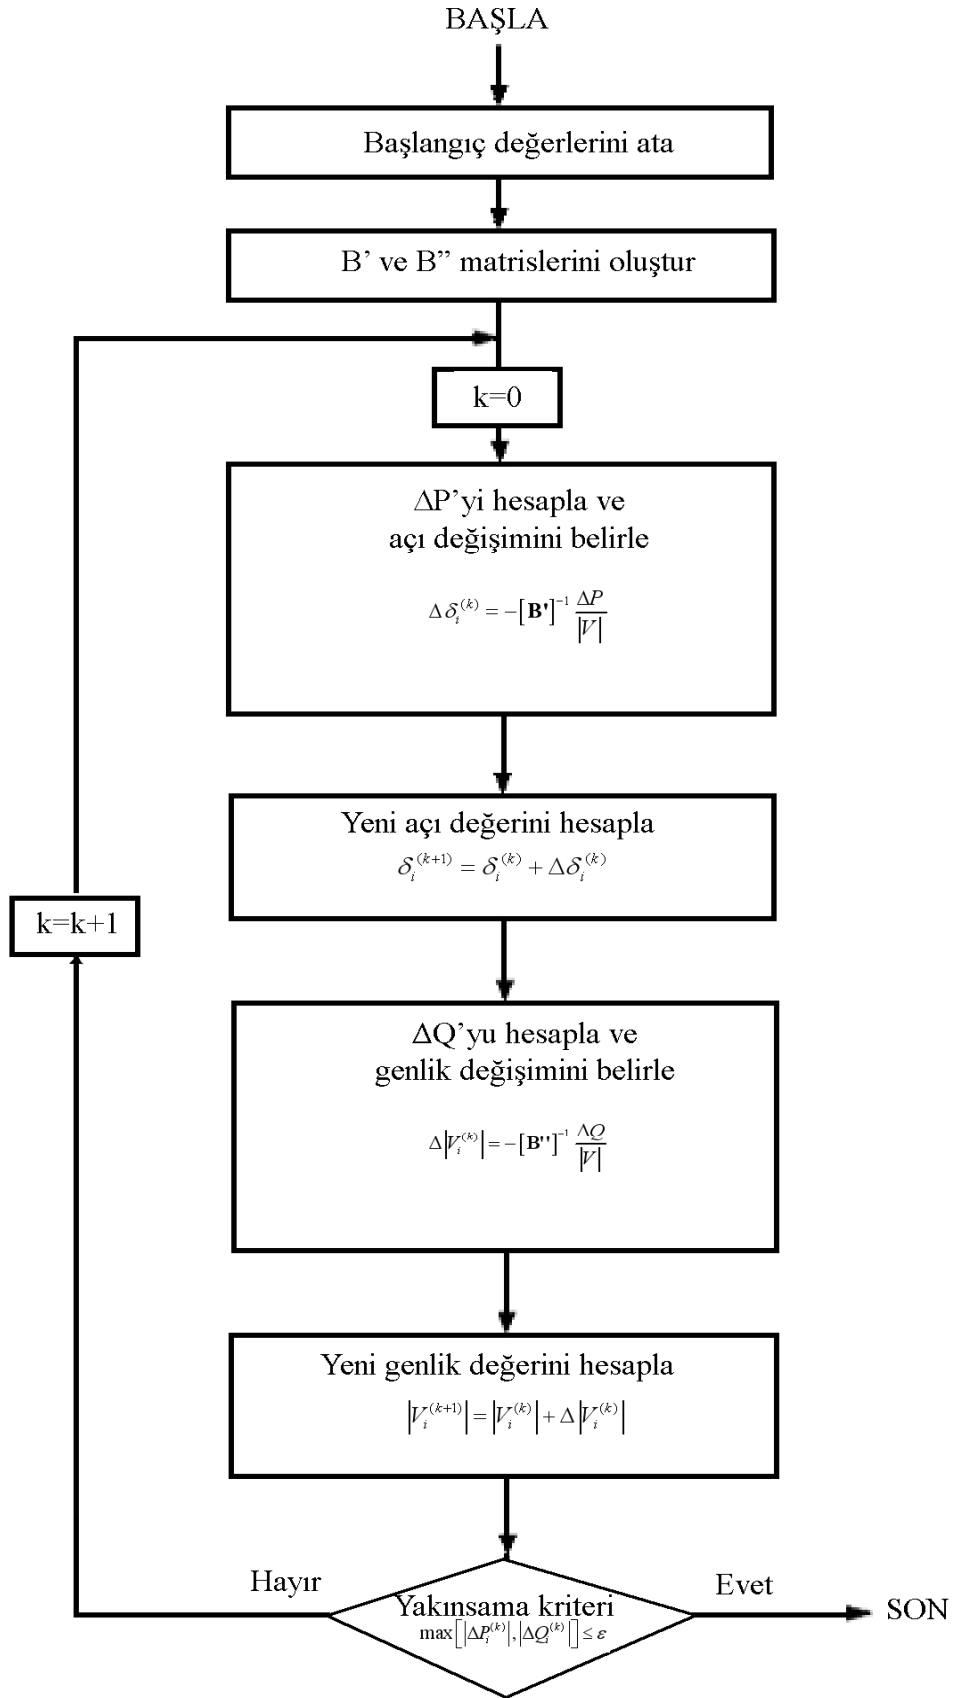 BAŞLA
Başlangıç değerlerini ata
B’ ve B” matrislerini oluştur
k=0
ΔP’yi hesapla ve
açı değişimini belirle
Δδᵢ⁽ᵏ⁾ = −[B']⁻¹ ΔP/|V|
Yeni açı değerini hesapla
δᵢ⁽ᵏ⁺¹⁾ = δᵢ⁽ᵏ⁾ + Δδᵢ⁽ᵏ⁾
k=k+1
ΔQ’yu hesapla ve
genlik değişimini belirle
Δ|Vᵢ⁽ᵏ⁾| = −[B'']⁻¹ ΔQ/|V|
Yeni genlik değerini hesapla
|Vᵢ⁽ᵏ⁺¹⁾| = |Vᵢ⁽ᵏ⁾| + Δ|Vᵢ⁽ᵏ⁾|
Hayır
Evet
Yakınsama kriteri
max[|ΔPᵢ⁽ᵏ⁾|,|ΔQᵢ⁽ᵏ⁾|] ≤ ε
SON